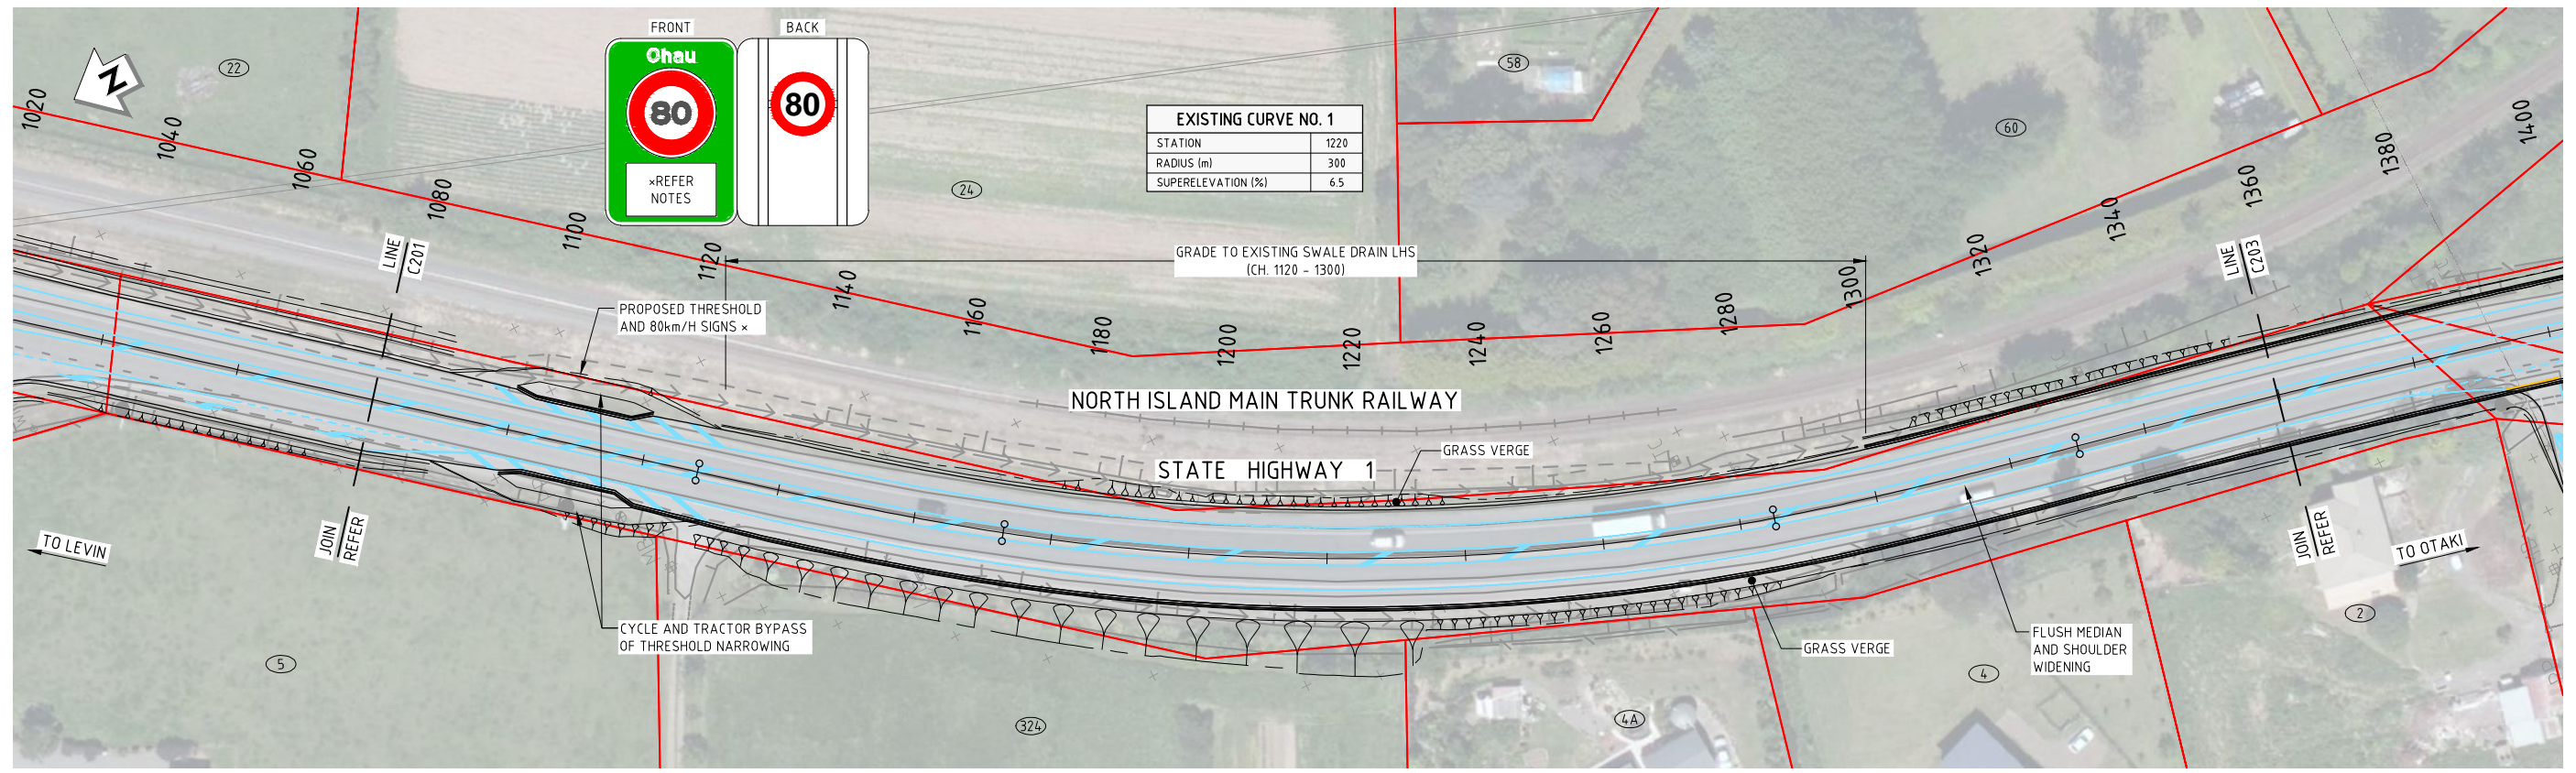 FRONT
BACK
Ohau
80
80
×REFER
NOTES
N
22
58
60
24
5
324
4A
4
2
EXISTING CURVE NO. 1
STATION 1220
RADIUS (m) 300
SUPERELEVATION (%) 6.5
1020
1040
1060
1080
1100
1120
1140
1160
1180
1200
1220
1240
1260
1280
1300
1320
1340
1360
1380
1400
LINE
C201
LINE
C203
GRADE TO EXISTING SWALE DRAIN LHS
(CH. 1120 - 1300)
PROPOSED THRESHOLD
AND 80km/H SIGNS ×
NORTH ISLAND MAIN TRUNK RAILWAY
STATE HIGHWAY 1
GRASS VERGE
TO LEVIN
JOIN
REFER
JOIN
REFER
TO OTAKI
CYCLE AND TRACTOR BYPASS
OF THRESHOLD NARROWING
GRASS VERGE
FLUSH MEDIAN
AND SHOULDER
WIDENING